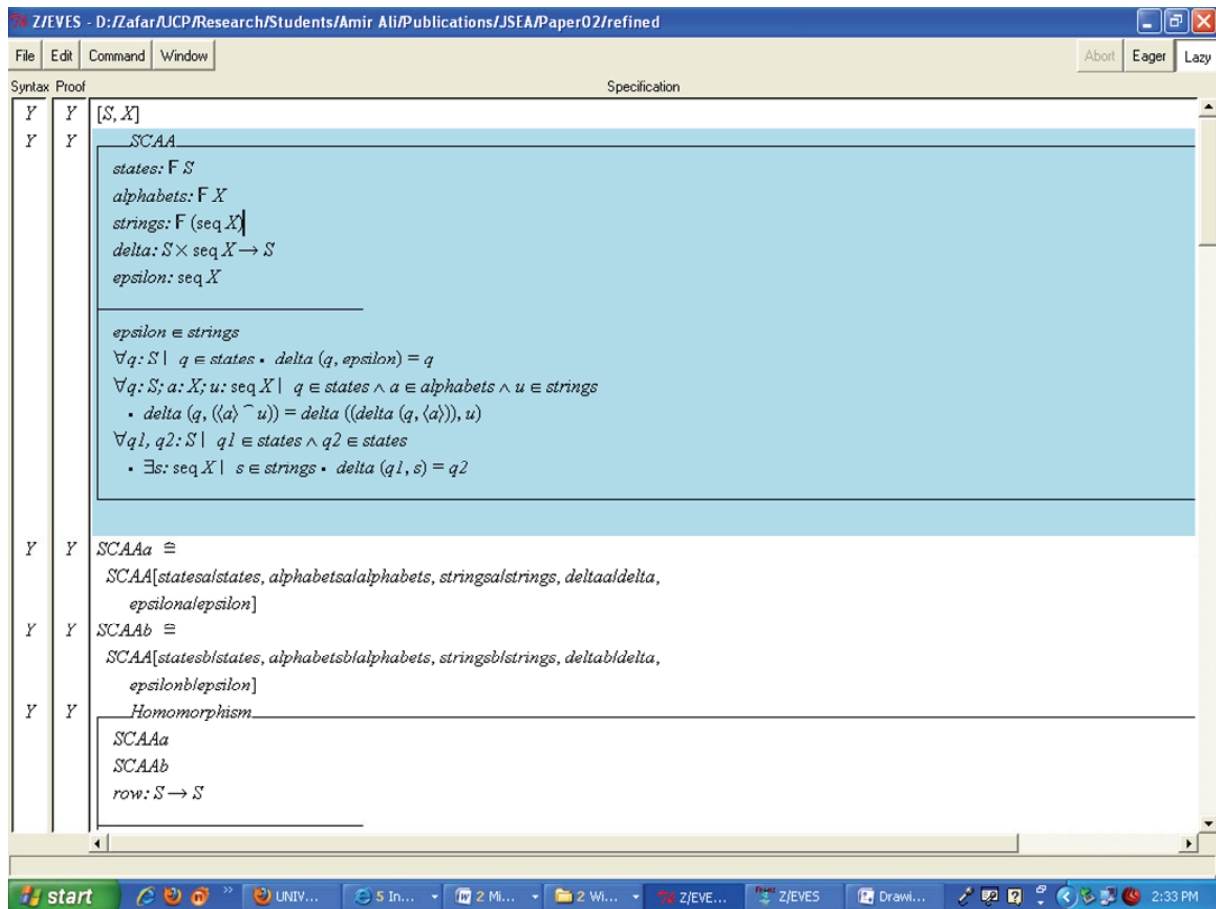 Z/EVES - D:/Zafar/UCP/Research/Students/Amir Ali/Publications/JSEA/Paper02/refined
File Edit Command Window Abort Eager Lazy
Syntax Proof Specification
Y Y [S, X]
Y Y SCAA
states: F S
alphabets: F X
strings: F (seq X)
delta: S × seq X → S
epsilon: seq X
epsilon ∈ strings
∀q: S | q ∈ states • delta (q, epsilon) = q
∀q: S; a: X; u: seq X | q ∈ states ∧ a ∈ alphabets ∧ u ∈ strings
• delta (q, (⟨a⟩ ⌢ u)) = delta ((delta (q, ⟨a⟩)), u)
∀q1, q2: S | q1 ∈ states ∧ q2 ∈ states
• ∃s: seq X | s ∈ strings • delta (q1, s) = q2
Y Y SCAAa ≙
SCAA[statesa/states, alphabetsa/alphabets, stringsa/strings, deltaa/delta,
epsilona/epsilon]
Y Y SCAAb ≙
SCAA[statesb/states, alphabetsb/alphabets, stringsb/strings, deltab/delta,
epsilonb/epsilon]
Y Y Homomorphism
SCAAa
SCAAb
row: S → S
start » UNIV... 5 In... 2 Mi... 2 Wi... Z/EVE... Z/EVES Drawi... 2:33 PM